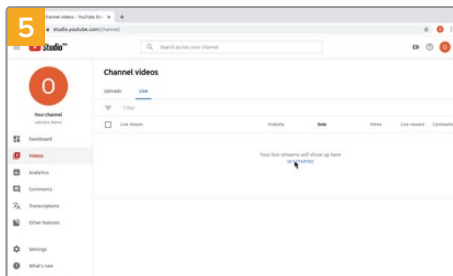 5
Channel videos - YouTube St
studio.youtube.com/channel/
Studio
Search across your channel
O
Channel videos
Uploads Live
Filter
Live stream Visibility Date Views Live viewers Comments
Your live streams will show up here
GET STARTED
O
Your channel
Dashboard
Videos
Analytics
Comments
Transcriptions
Other features
Settings
What's new